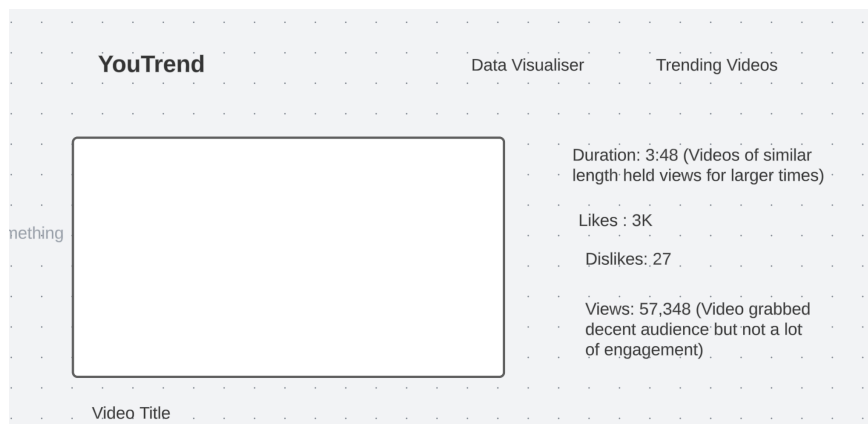 YouTrend
Data Visualiser
Trending Videos
Duration: 3:48 (Videos of similar
length held views for larger times)
Likes : 3K
Dislikes: 27
Views: 57,348 (Video grabbed
decent audience but not a lot
of engagement)
Video Title